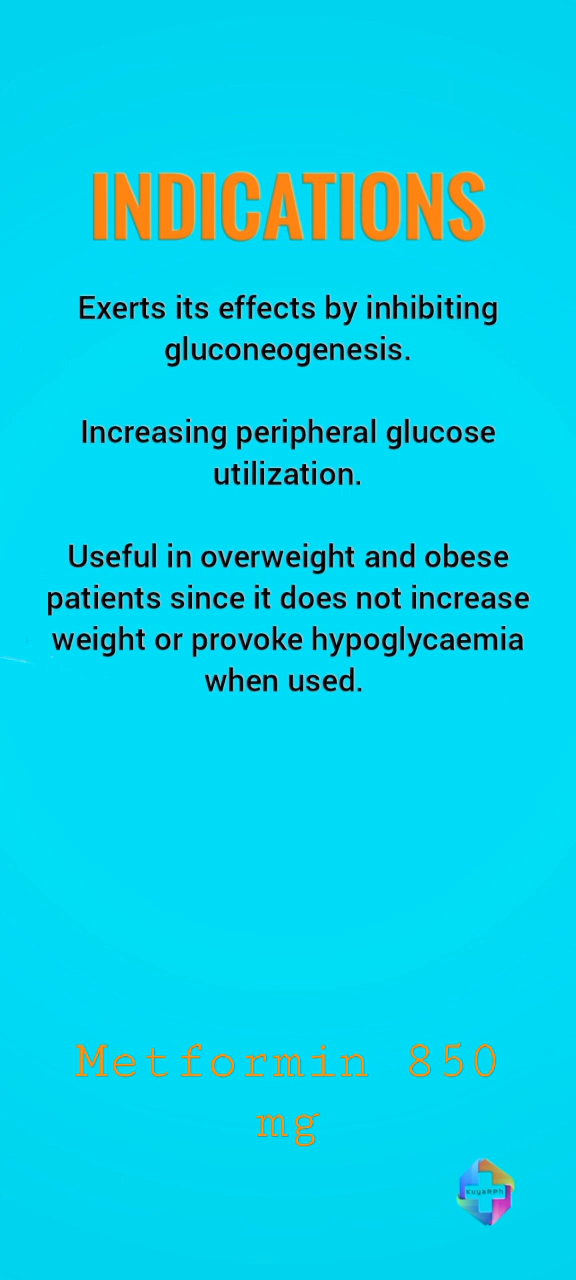 INDICATIONS
Exerts its effects by inhibiting
gluconeogenesis.
Increasing peripheral glucose
utilization.
Useful in overweight and obese
patients since it does not increase
weight or provoke hypoglycaemia
when used.
Metformin 850
mg
KuyaRPh